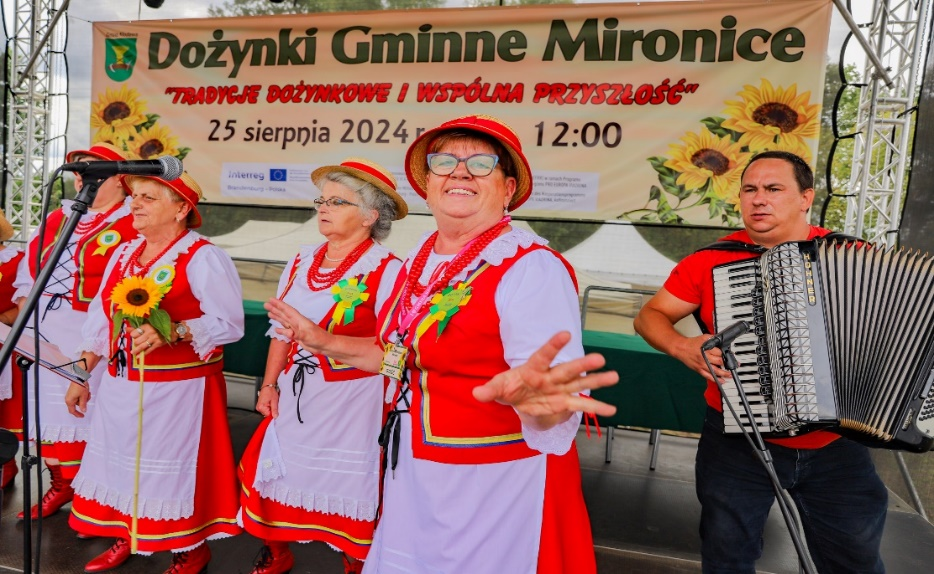 Dożynki Gminne Mironice
"TRADYCJE DOŻYNKOWE I WSPÓLNA PRZYSZŁOŚĆ"
25 sierpnia 2024 r
12:00
Interreg